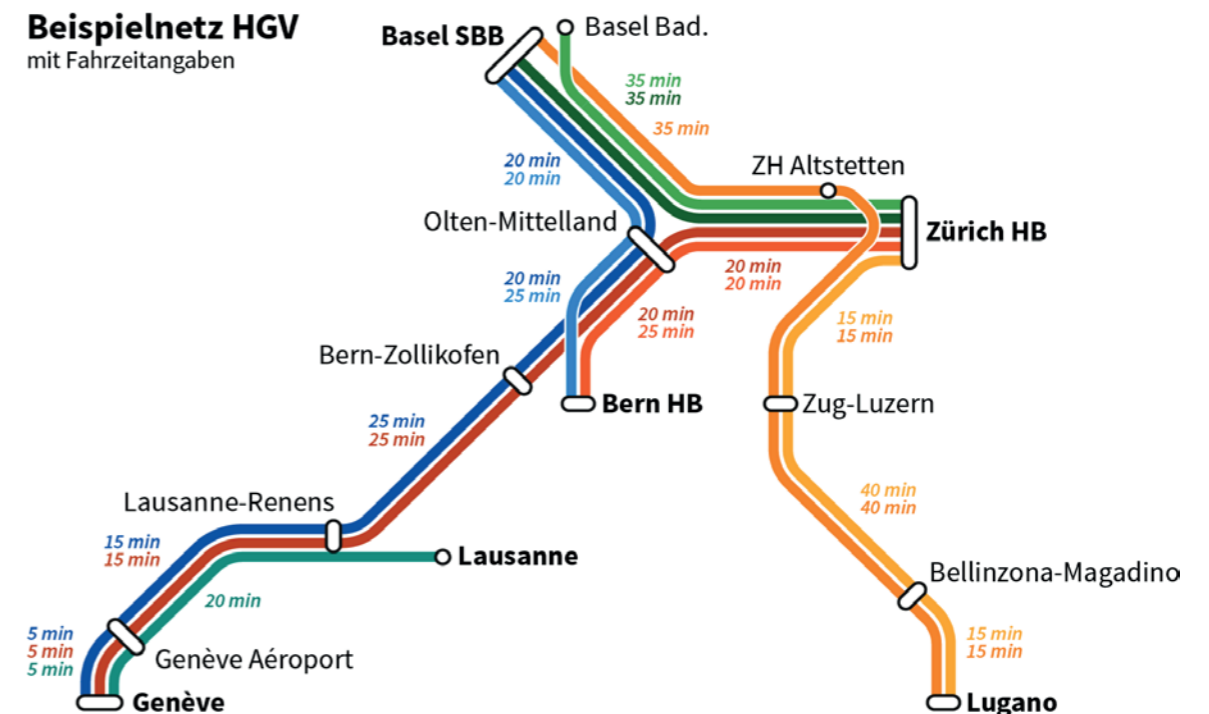 Beispielnetz HGV
mit Fahrzeitangaben
Basel SBB
Basel Bad.
35 min
35 min
35 min
20 min
20 min
ZH Altstetten
Olten-Mittelland
Zürich HB
20 min
20 min
20 min
25 min
20 min
25 min
15 min
15 min
Bern-Zollikofen
Bern HB
Zug-Luzern
25 min
25 min
Lausanne-Renens
40 min
40 min
15 min
15 min
Lausanne
Bellinzona-Magadino
20 min
5 min
5 min
5 min
15 min
15 min
Genève Aéroport
Genève
Lugano